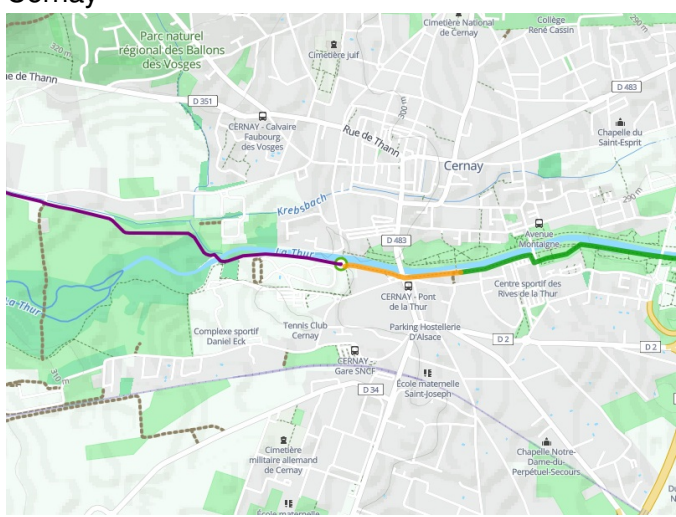 Cernay
Parc naturel
régional des Ballons
des Vosges
320 m
Cimetière Juif
Cimetière National
de Cernay
Collège
René Cassin
290 m
ue de Thann
D 351
D 483
CERNAY - Calvaire
Faubourg
des Vosges
Rue de Thann
300 m
Chapelle du
Saint-Esprit
Cernay
Krebsbach
290 m
Avenue
Montaigne
La Thur
D 483
La Thur
CERNAY - Pont
de la Thur
Centre sportif des
Rives de la Thur
Complexe sportif
Daniel Eck
Tennis Club
Cernay
Parking Hostellerie
D'Alsace
D 2
D 2
CERNAY -
Gare SNCF
École maternelle
Saint-Joseph
310 m
D 34
Cimetière
militaire allemand
de Cernay
Chapelle Notre-
Dame-du-
Perpétuel-Secours
École maternelle